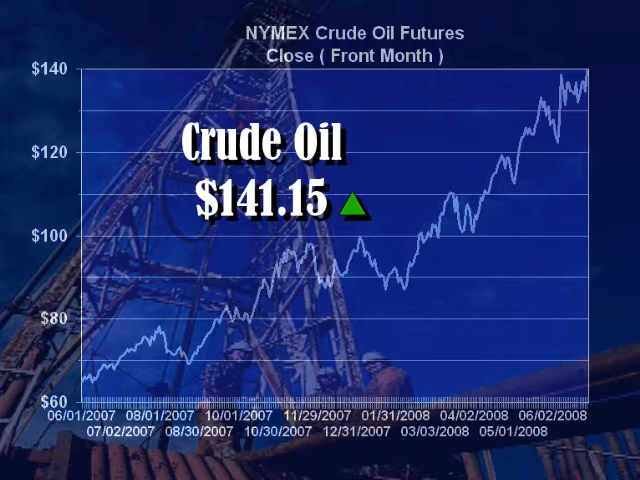 NYMEX Crude Oil Futures
Close ( Front Month )
$140
Crude Oil
$120
$141.15
$100
$80
$60
06/01/2007 08/01/2007 10/01/2007 11/29/2007 01/31/2008 04/02/2008 06/02/2008
07/02/2007 08/30/2007 10/30/2007 12/31/2007 03/03/2008 05/01/2008